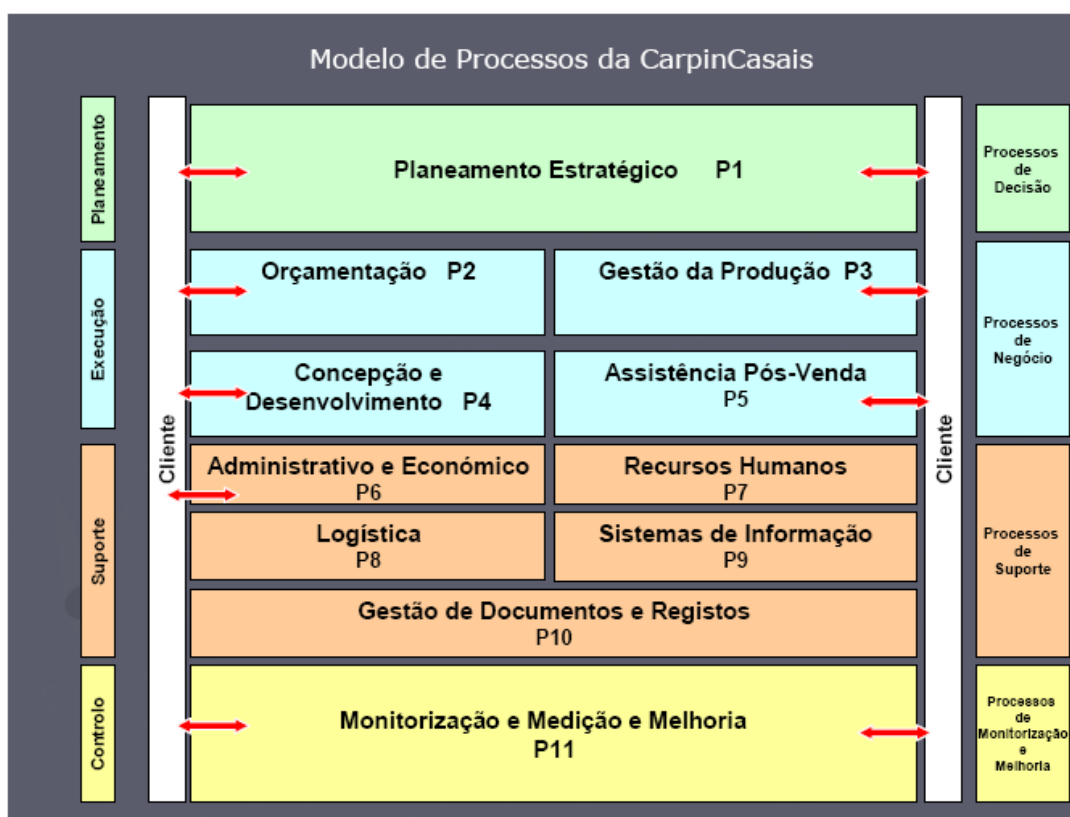 Modelo de Processos da CarpinCasais
Planeamento
Cliente
Planeamento Estratégico P1
Cliente
Processos
de
Decisão
Execução
Orçamentação P2
Gestão da Produção P3
Concepção e
Desenvolvimento P4
Assistência Pós-Venda
P5
Processos
de
Negócio
Suporte
Administrativo e Económico
P6
Recursos Humanos
P7
Logística
P8
Sistemas de Informação
P9
Gestão de Documentos e Registos
P10
Processos
de
Suporte
Controlo
Monitorização e Medição e Melhoria
P11
Processos
de
Monitorização
e
Melhoria